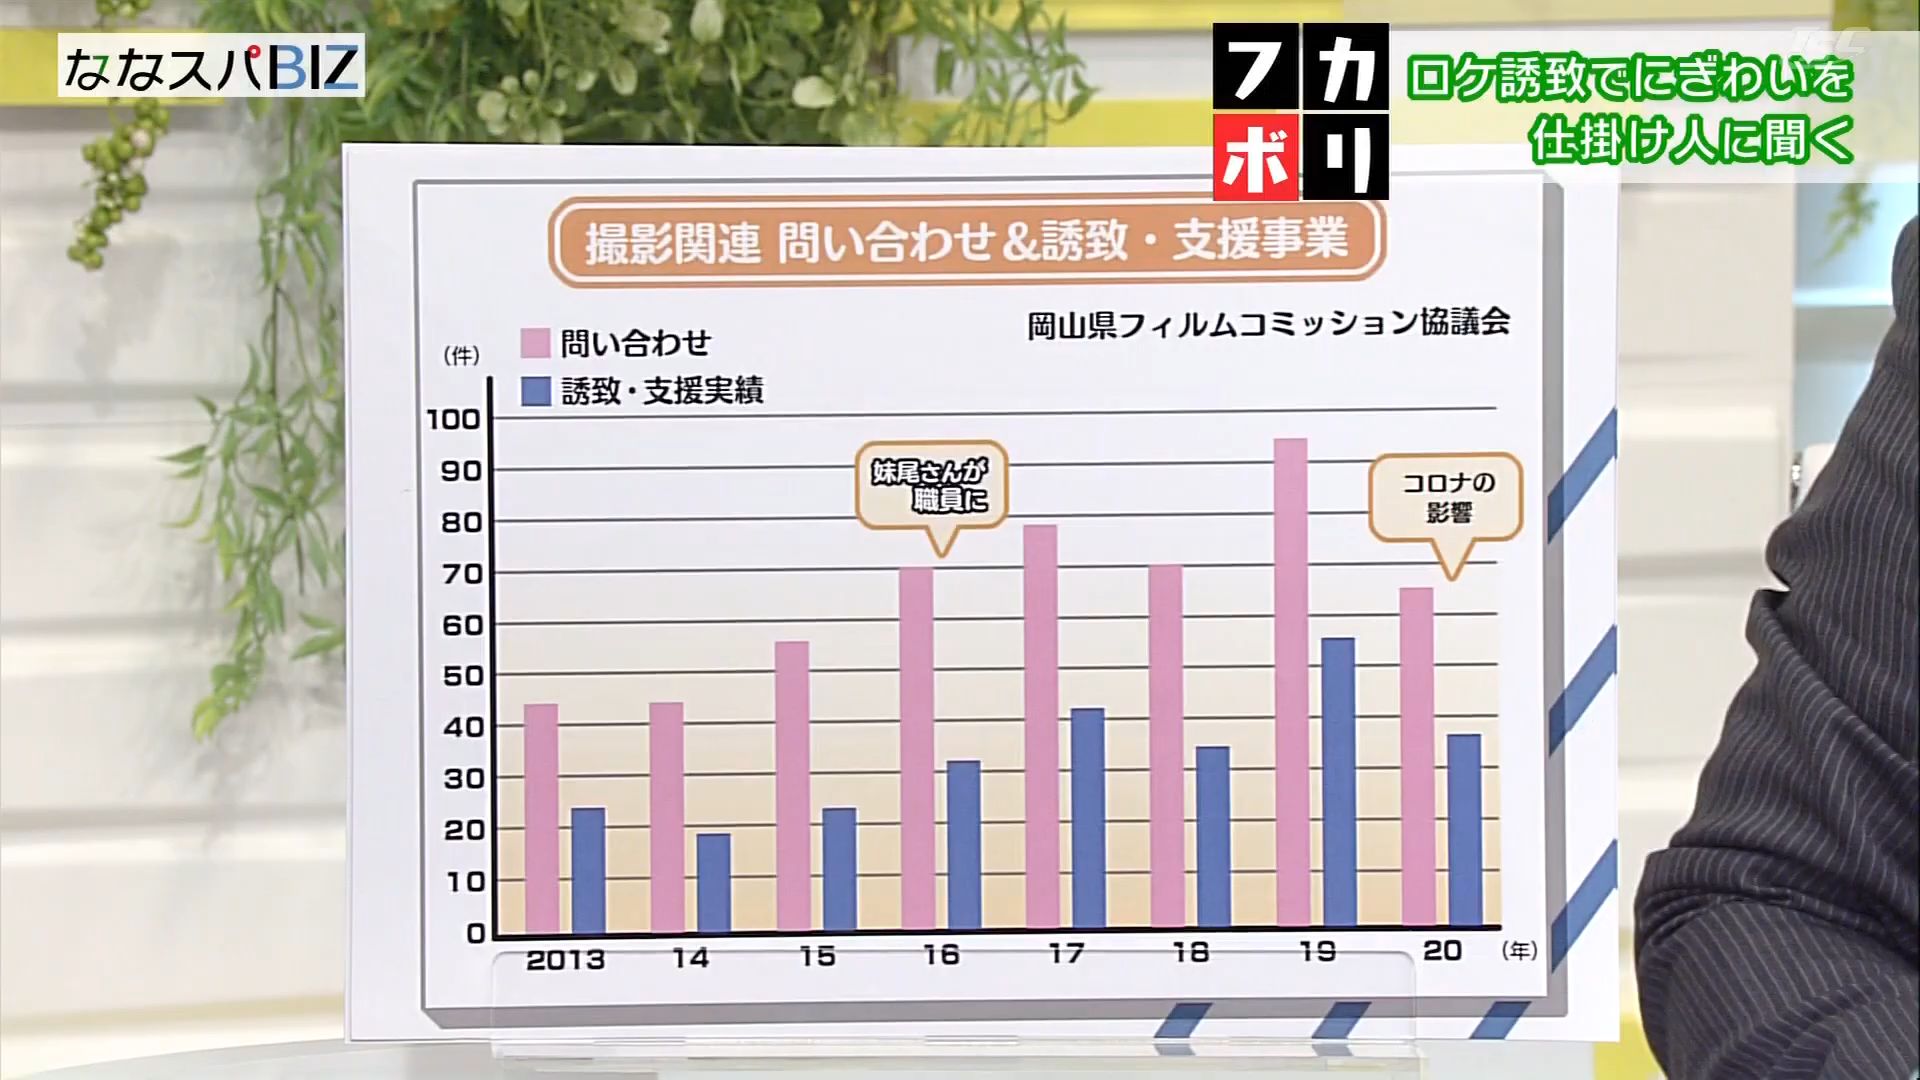 ななスパBIZ
フカボリ
ロケ誘致でにぎわいを
仕掛け人に聞く
撮影関連 問い合わせ&誘致・支援事業
岡山県フィルムコミッション協議会
(件)
問い合わせ
誘致・支援実績
100
90
80
70
60
50
40
30
20
10
0
妹尾さんが
職員に
コロナの
影響
2013 14 15 16 17 18 19 20 (年)